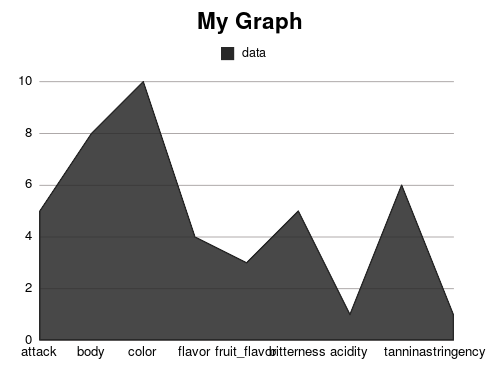 My Graph
data
10
8
6
4
2
0
attack body color flavor fruit_flavor bitterness acidity tannin astringency